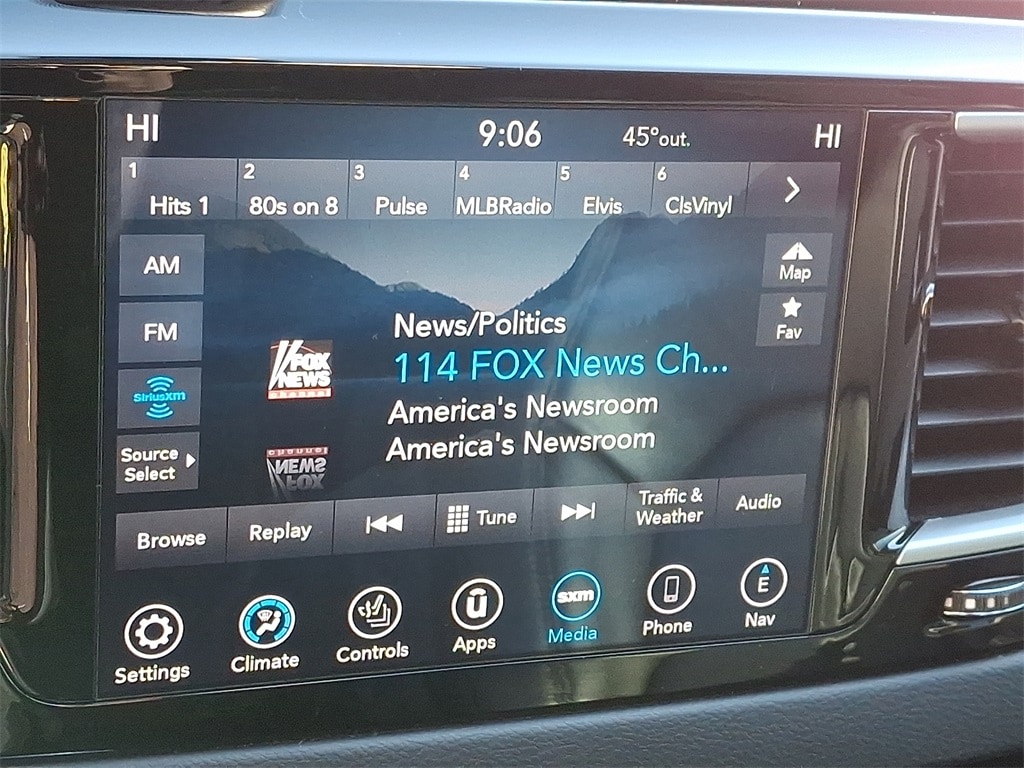 HI 9:06 45°out. HI
1 2 3 4 5 6
Hits 1 80s on 8 Pulse MLBRadio Elvis ClsVinyl
AM
Map
FM
Fav
SiriusXM
Source
Select
FOX
NEWS
channel
News/Politics
114 FOX News Ch...
America's Newsroom
America's Newsroom
Browse Replay Tune Traffic &
Weather Audio
sxm
E
Settings Climate Controls Apps Media Phone Nav